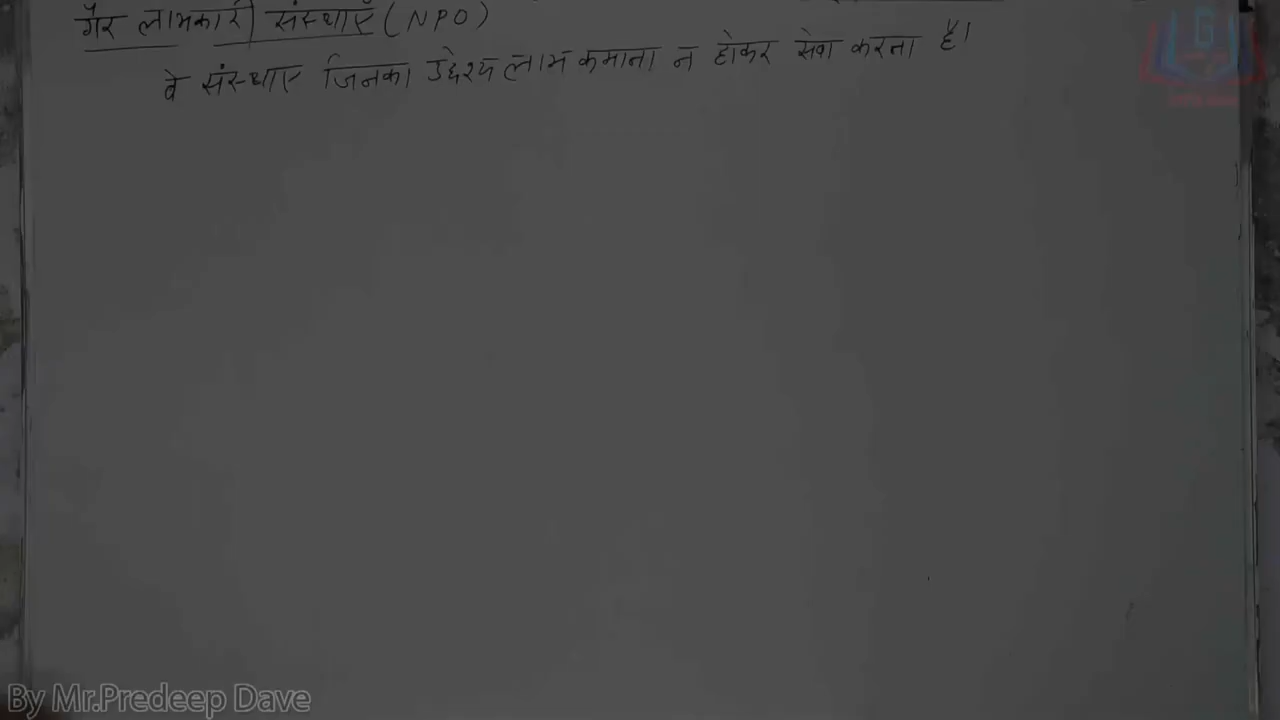 गैर लाभकारी संस्थाएँ (NPO)
वे संस्थाए जिनका उद्देश्य लाभ कमाना न होकर सेवा करना है।
By Mr.Predeep Dave